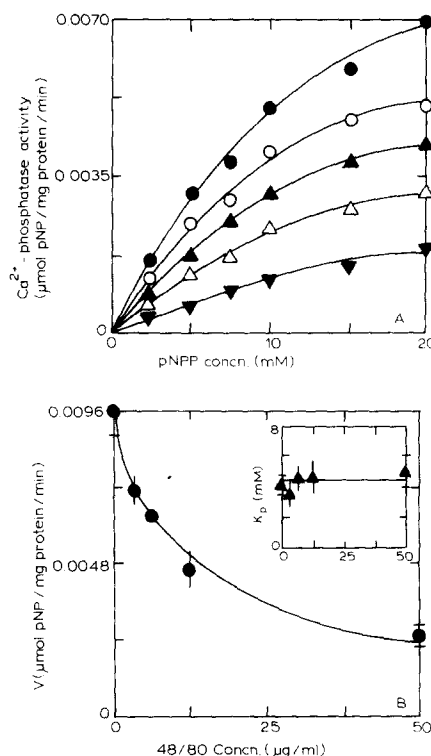 0.0070
0.0035
0
Ca²⁺ - phosphatase activity
(μmol pNP / mg protein / min)
0 5 10 15 20
pNPP concn. (mM)
A
0.0096
0.0048
0
V (μmol pNP / mg protein / min)
8
4
0
Kp (mM)
0 25 50
0 25 50
48/80 Concn. (μg/ml)
B